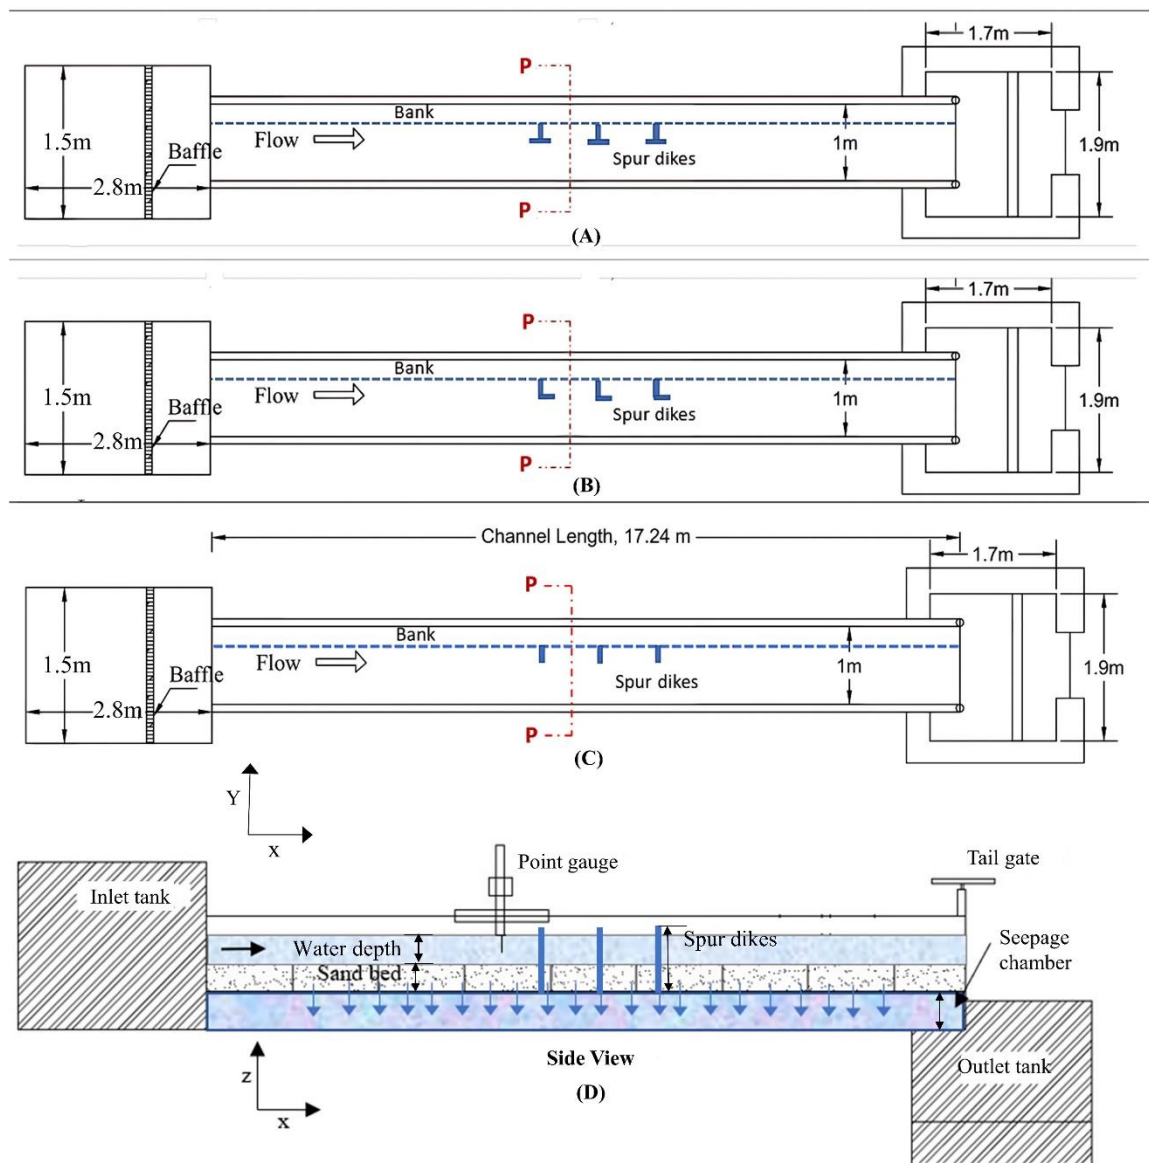 1.7m
P
Bank
1.5m
Baffle
Flow
1m
1.9m
Spur dikes
2.8m
P
(A)
1.7m
P
Bank
1.5m
Flow
Baffle
1m
1.9m
Spur dikes
2.8m
P
(B)
Channel Length, 17.24 m
1.7m
P
Bank
1.5m
Flow
Baffle
1m
1.9m
Spur dikes
2.8m
P
(C)
Y
x
Point gauge
Tail gate
Inlet tank
Water depth
Spur dikes
Seepage
chamber
Sand bed
Side View
Outlet tank
z
(D)
x